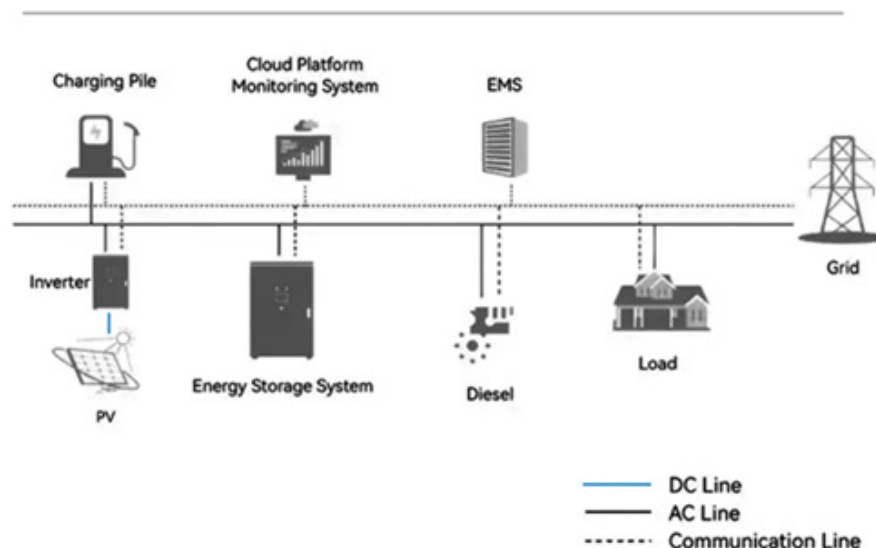 Charging Pile
Cloud Platform
Monitoring System
EMS
Grid
Inverter
PV
Energy Storage System
Diesel
Load
DC Line
AC Line
Communication Line